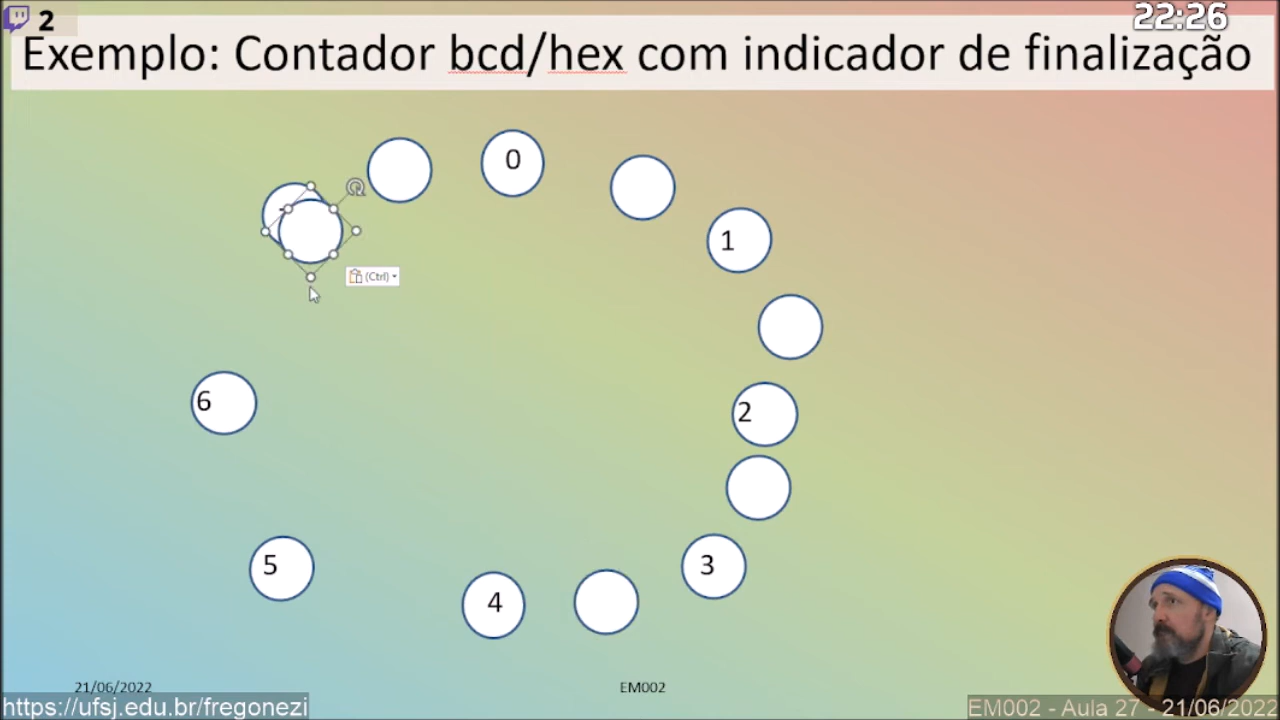 2
22:26
Exemplo: Contador bcd/hex com indicador de finalização
0
1
(Ctrl)
6
2
5
3
4
21/06/2022
EM002
https://ufsj.edu.br/fregonezi
EM002 - Aula 27 - 21/06/2022